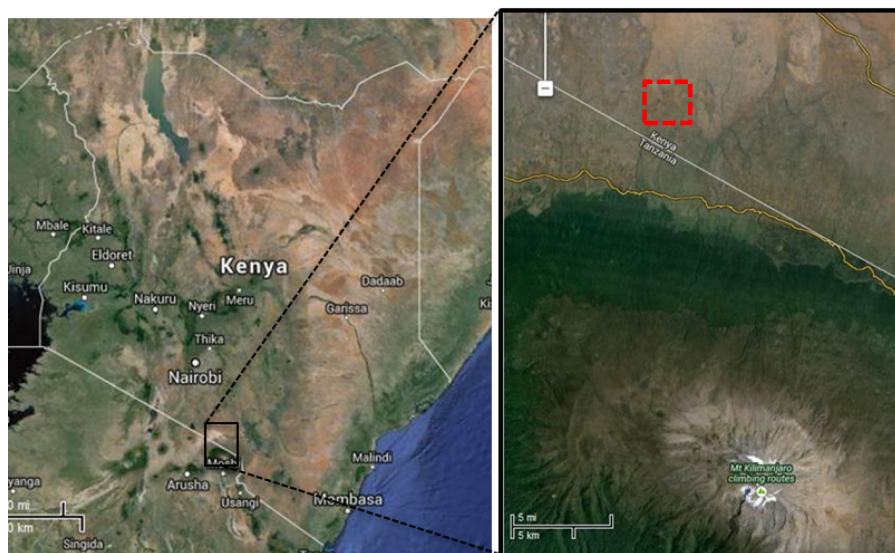 Mbale
Kitale
Eldoret
Jinja
Kenya
Kisumu
Nakuru
Nyeri
Meru
Dadaab
Garissa
Thika
Nairobi
Malindi
Arusha
Usangi
Mombasa
Singida
Kenya
Tanzania
Mt Kilimanjaro
climbing routes
5 mi
5 km